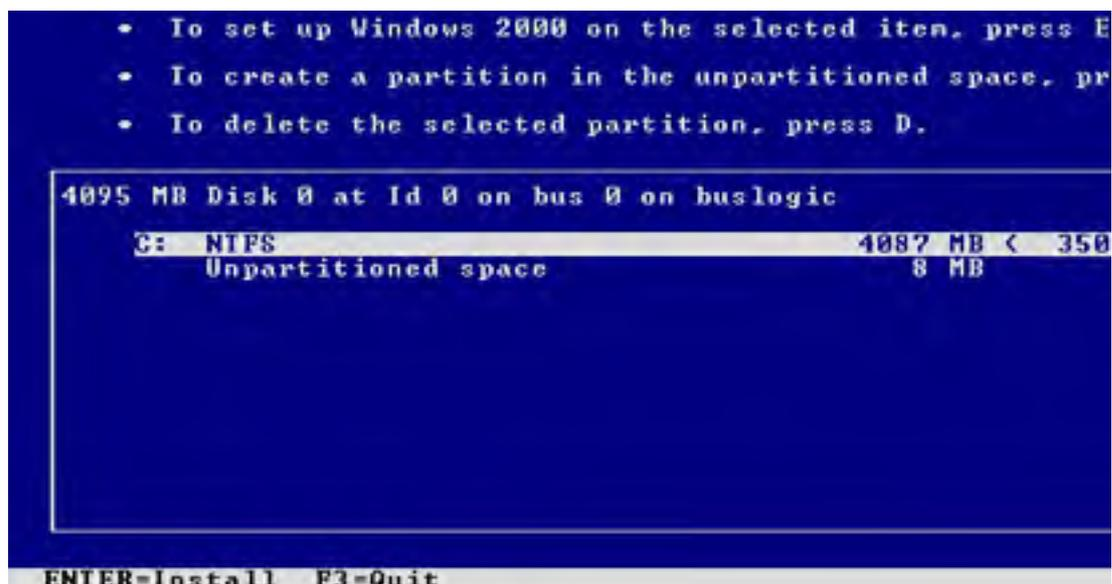 • To set up Windows 2000 on the selected item, press E
• To create a partition in the unpartitioned space, pr
• To delete the selected partition, press D.
4095 MB Disk 0 at Id 0 on bus 0 on buslogic
C: NTFS 4087 MB < 350
Unpartitioned space 8 MB
ENTER=Install F3=Quit